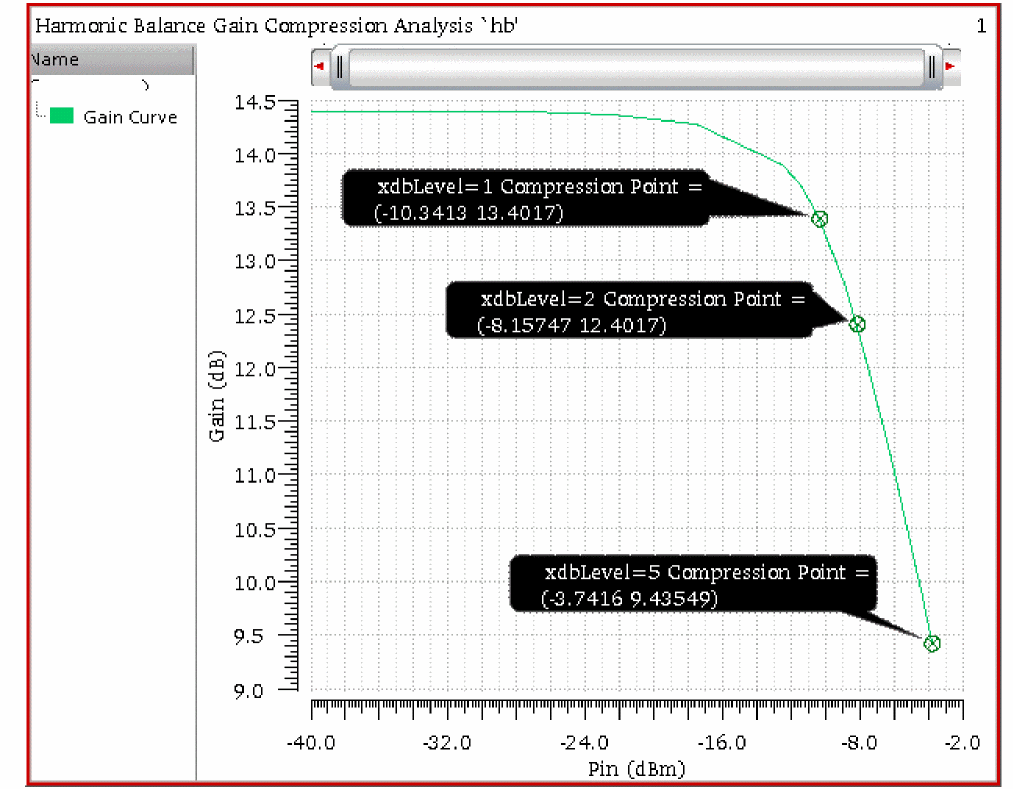 Harmonic Balance Gain Compression Analysis `hb'
1
Name
Gain Curve
14.5
14.0
13.5
13.0
12.5
12.0
11.5
11.0
10.5
10.0
9.5
9.0
Gain (dB)
xdbLevel=1 Compression Point =
(-10.3413 13.4017)
xdbLevel=2 Compression Point =
(-8.15747 12.4017)
xdbLevel=5 Compression Point =
(-3.7416 9.43549)
-40.0 -32.0 -24.0 -16.0 -8.0 -2.0
Pin (dBm)